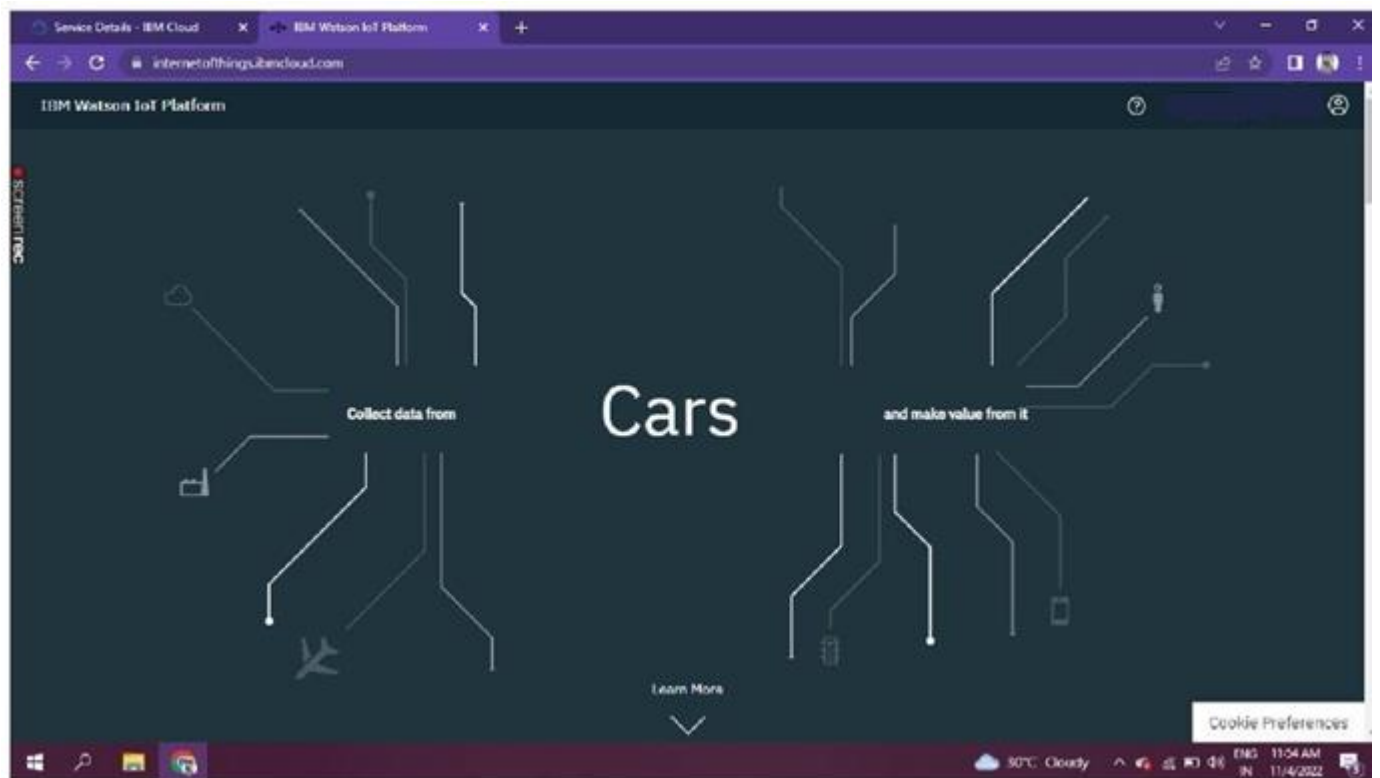 Service Details - IBM Cloud
IBM Watson IoT Platform
internetofthings.ibmcloud.com
IBM Watson IoT Platform
screenrec
Collect data from
Cars
and make value from it
Learn More
Cookie Preferences
30°C Cloudy
ENG
IN
11:54 AM
11/4/2022